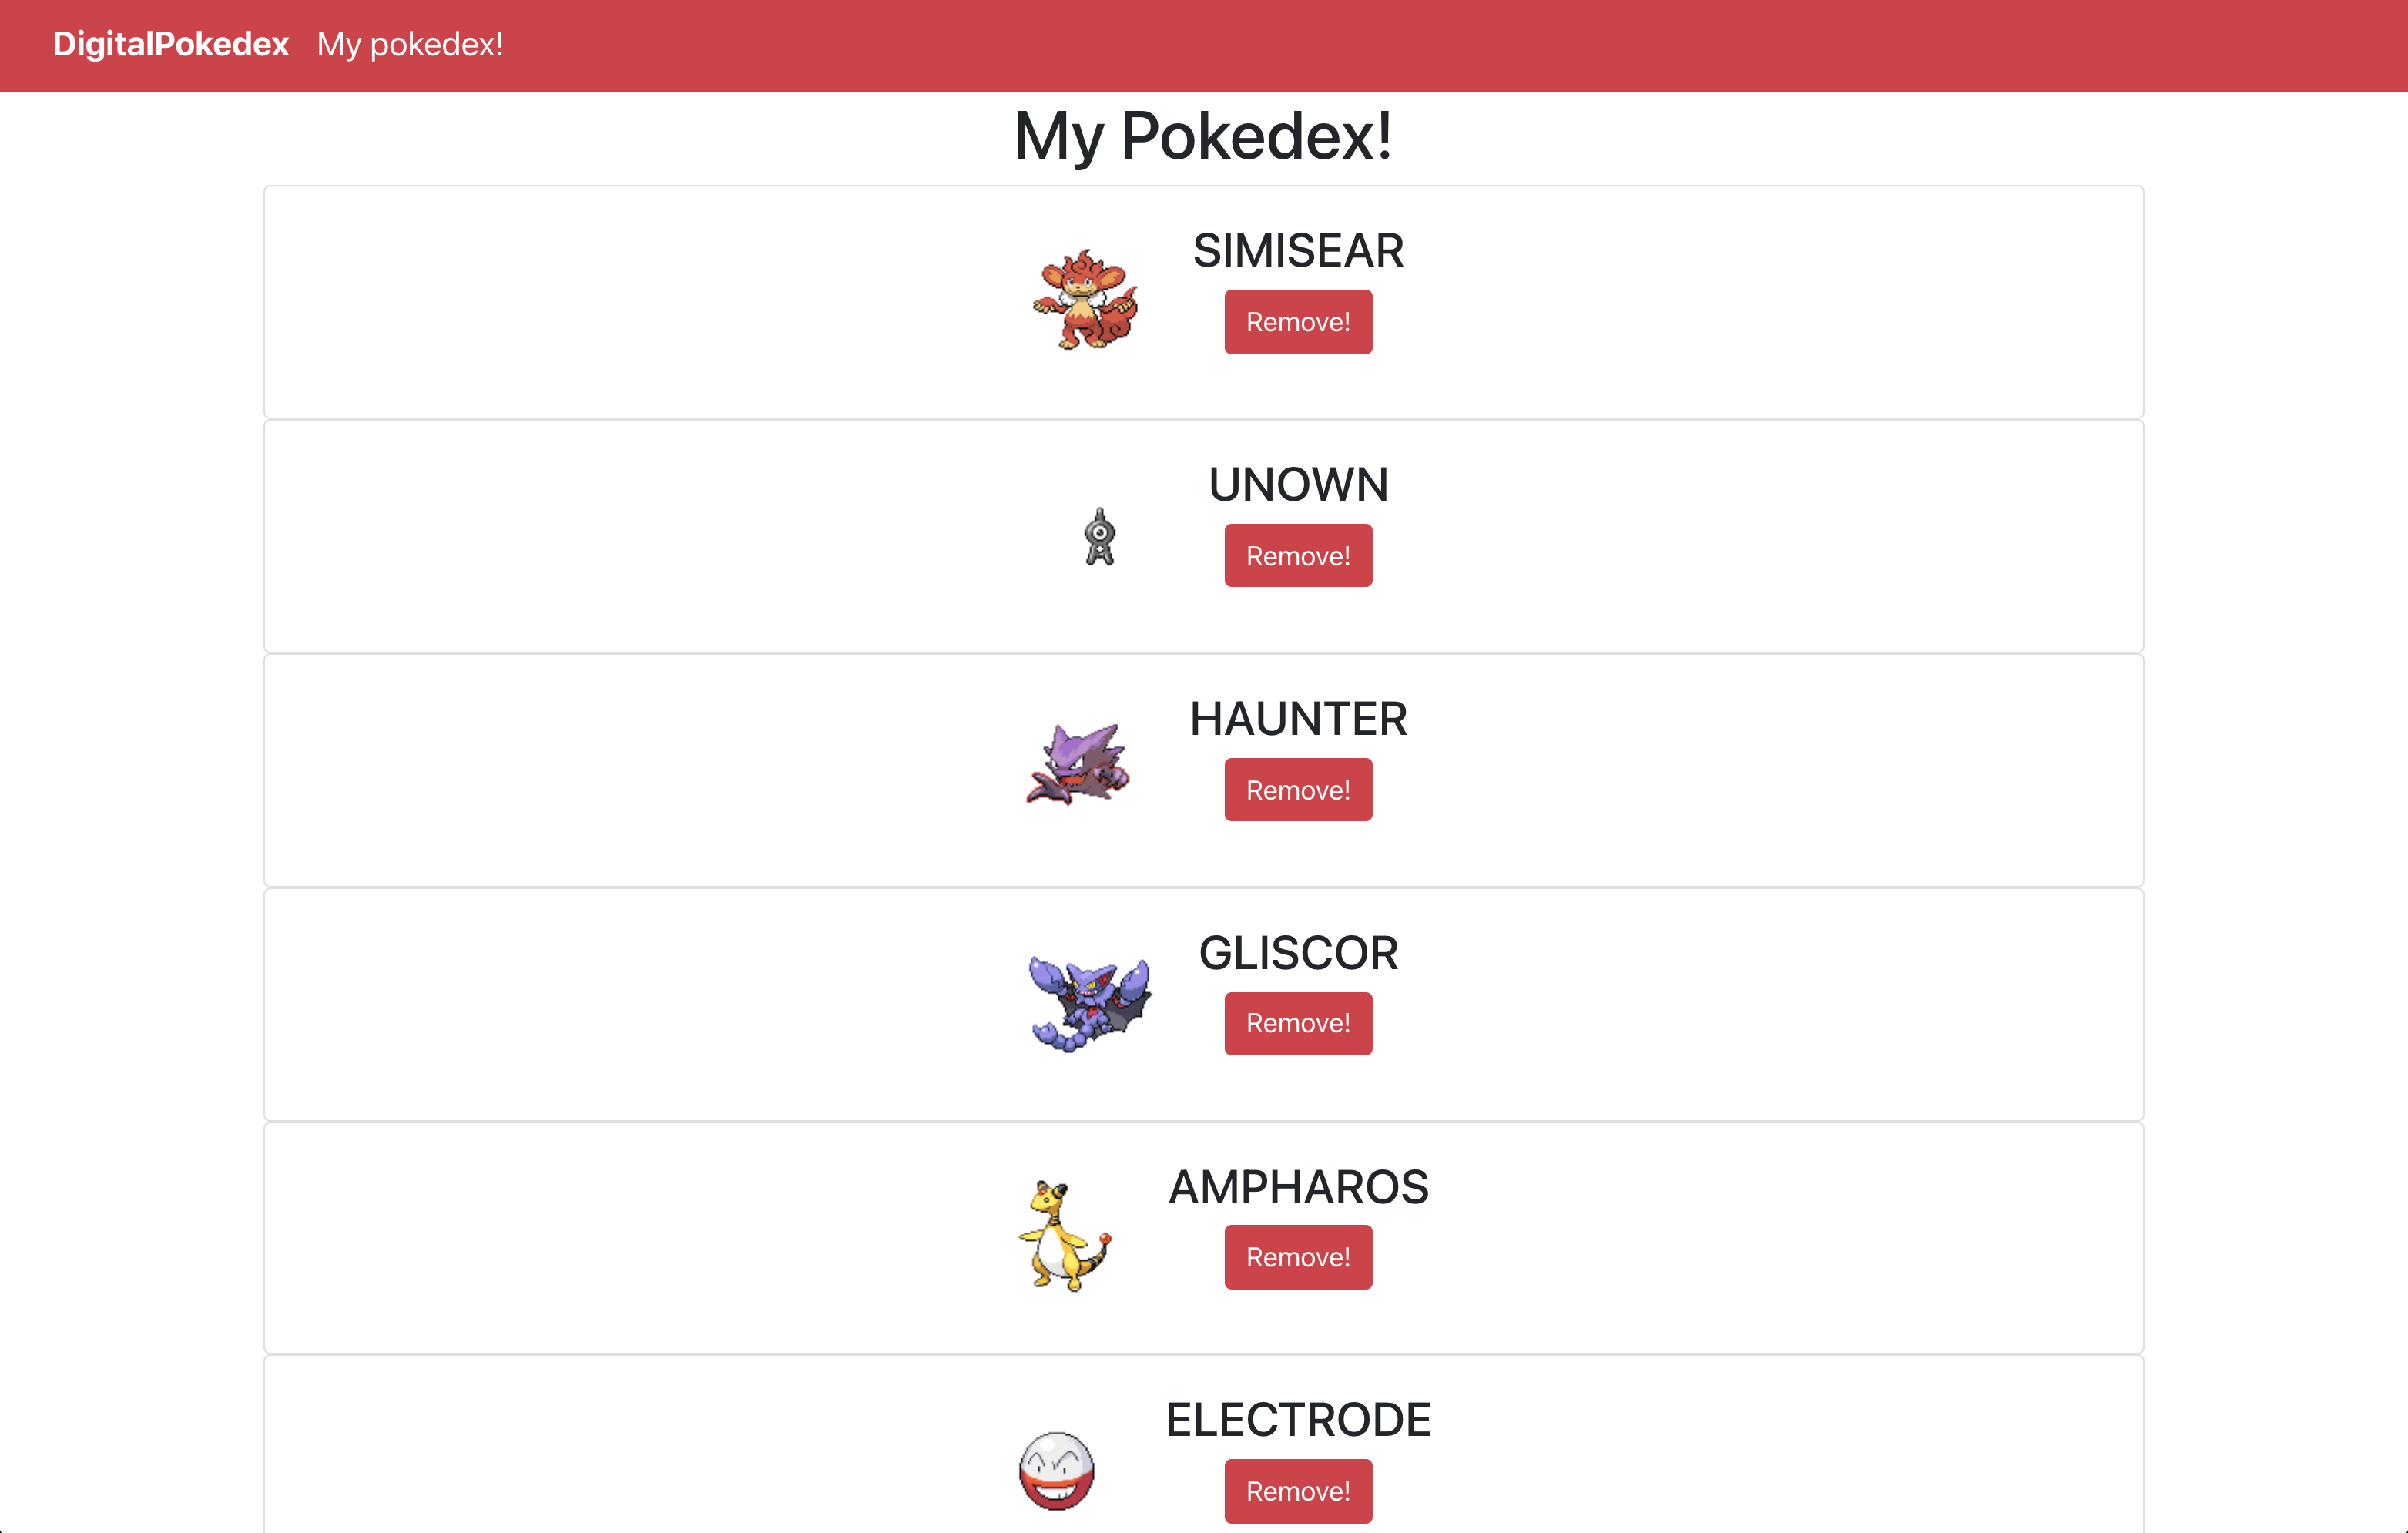 DigitalPokedex My pokedex!
My Pokedex!
SIMISEAR
Remove!
UNOWN
Remove!
HAUNTER
Remove!
GLISCOR
Remove!
AMPHAROS
Remove!
ELECTRODE
Remove!